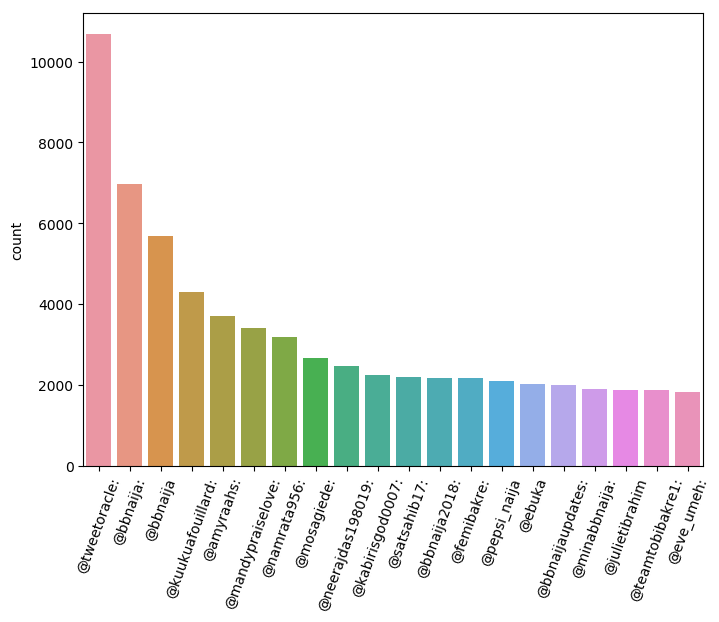 10000
8000
6000
4000
2000
0
count
@tweetoracle:
@bbnaija:
@bbnaija
@kuukuafouillard:
@amyraahs:
@mandypraiselove:
@namrata956:
@mosagiede:
@neerajdas198019:
@kabirisgod0007:
@satsahib17:
@bbnaija2018:
@femibakre:
@pepsi_naija
@ebuka
@bbnaijaupdates:
@minabbnaija:
@julietibrahim
@teamtobibakre1:
@eve_umeh: